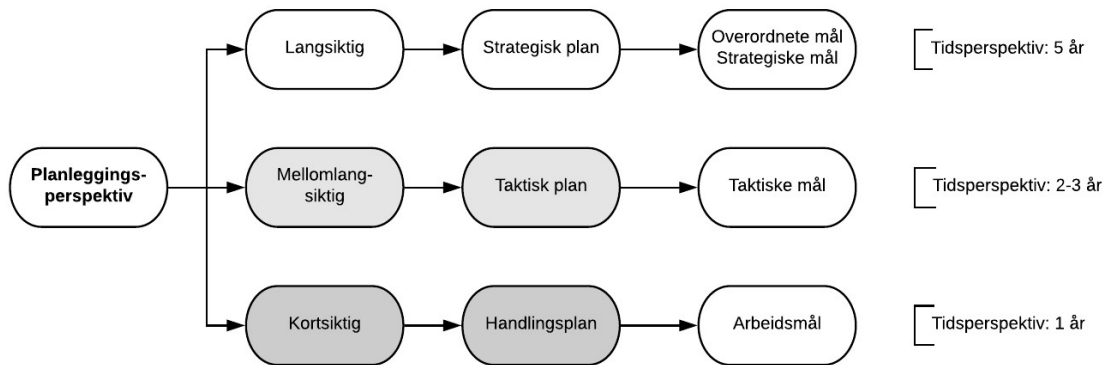 Langsiktig
Strategisk plan
Overordnete mål
Strategiske mål
Tidsperspektiv: 5 år
Planleggings-
perspektiv
Mellomlang-
siktig
Taktisk plan
Taktiske mål
Tidsperspektiv: 2-3 år
Kortsiktig
Handlingsplan
Arbeidsmål
Tidsperspektiv: 1 år